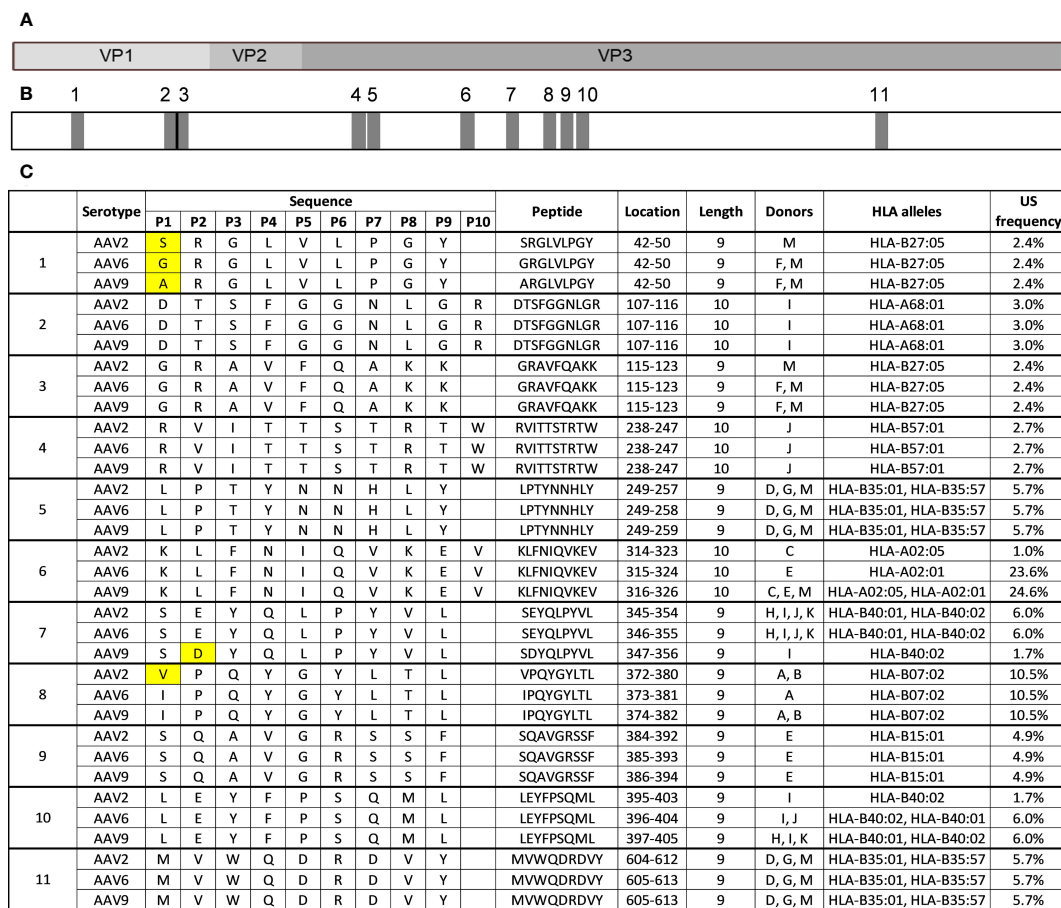 A
VP1 VP2 VP3
B 1 2 3 4 5 6 7 8 9 10 11
C
Serotype Sequence Peptide Location Length Donors HLA alleles US frequency
P1 P2 P3 P4 P5 P6 P7 P8 P9 P10
1 AAV2 S R G L V L P G Y SRGLVLPGY 42-50 9 M HLA-B27:05 2.4%
AAV6 G R G L V L P G Y GRGLVLPGY 42-50 9 F, M HLA-B27:05 2.4%
AAV9 A R G L V L P G Y ARGLVLPGY 42-50 9 F, M HLA-B27:05 2.4%
2 AAV2 D T S F G G N L G R DTSFGGNLGR 107-116 10 I HLA-A68:01 3.0%
AAV6 D T S F G G N L G R DTSFGGNLGR 107-116 10 I HLA-A68:01 3.0%
AAV9 D T S F G G N L G R DTSFGGNLGR 107-116 10 I HLA-A68:01 3.0%
3 AAV2 G R A V F Q A K K GRAVFQAKK 115-123 9 M HLA-B27:05 2.4%
AAV6 G R A V F Q A K K GRAVFQAKK 115-123 9 F, M HLA-B27:05 2.4%
AAV9 G R A V F Q A K K GRAVFQAKK 115-123 9 F, M HLA-B27:05 2.4%
4 AAV2 R V I T T S T R T W RVITTSTRTW 238-247 10 J HLA-B57:01 2.7%
AAV6 R V I T T S T R T W RVITTSTRTW 238-247 10 J HLA-B57:01 2.7%
AAV9 R V I T T S T R T W RVITTSTRTW 238-247 10 J HLA-B57:01 2.7%
5 AAV2 L P T Y N N H L Y LPTYNNHLY 249-257 9 D, G, M HLA-B35:01, HLA-B35:57 5.7%
AAV6 L P T Y N N H L Y LPTYNNHLY 249-258 9 D, G, M HLA-B35:01, HLA-B35:57 5.7%
AAV9 L P T Y N N H L Y LPTYNNHLY 249-259 9 D, G, M HLA-B35:01, HLA-B35:57 5.7%
6 AAV2 K L F N I Q V K E V KLFNIQVKEV 314-323 10 C HLA-A02:05 1.0%
AAV6 K L F N I Q V K E V KLFNIQVKEV 315-324 10 E HLA-A02:01 23.6%
AAV9 K L F N I Q V K E V KLFNIQVKEV 316-326 10 C, E, M HLA-A02:05, HLA-A02:01 24.6%
7 AAV2 S E Y Q L P Y V L SEYQLPYVL 345-354 9 H, I, J, K HLA-B40:01, HLA-B40:02 6.0%
AAV6 S E Y Q L P Y V L SEYQLPYVL 346-355 9 H, I, J, K HLA-B40:01, HLA-B40:02 6.0%
AAV9 S D Y Q L P Y V L SDYQLPYVL 347-356 9 I HLA-B40:02 1.7%
8 AAV2 V P Q Y G Y L T L VPQYGYLTL 372-380 9 A, B HLA-B07:02 10.5%
AAV6 I P Q Y G Y L T L IPQYGYLTL 373-381 9 A HLA-B07:02 10.5%
AAV9 I P Q Y G Y L T L IPQYGYLTL 374-382 9 A, B HLA-B07:02 10.5%
9 AAV2 S Q A V G R S S F SQAVGRSSF 384-392 9 E HLA-B15:01 4.9%
AAV6 S Q A V G R S S F SQAVGRSSF 385-393 9 E HLA-B15:01 4.9%
AAV9 S Q A V G R S S F SQAVGRSSF 386-394 9 E HLA-B15:01 4.9%
10 AAV2 L E Y F P S Q M L LEYFPSQML 395-403 9 I HLA-B40:02 1.7%
AAV6 L E Y F P S Q M L LEYFPSQML 396-404 9 I, J HLA-B40:02, HLA-B40:01 6.0%
AAV9 L E Y F P S Q M L LEYFPSQML 397-405 9 H, I, K HLA-B40:01, HLA-B40:02 6.0%
11 AAV2 M V W Q D R D V Y MVWQDRDVY 604-612 9 D, G, M HLA-B35:01, HLA-B35:57 5.7%
AAV6 M V W Q D R D V Y MVWQDRDVY 605-613 9 D, G, M HLA-B35:01, HLA-B35:57 5.7%
AAV9 M V W Q D R D V Y MVWQDRDVY 605-613 9 D, G, M HLA-B35:01, HLA-B35:57 5.7%